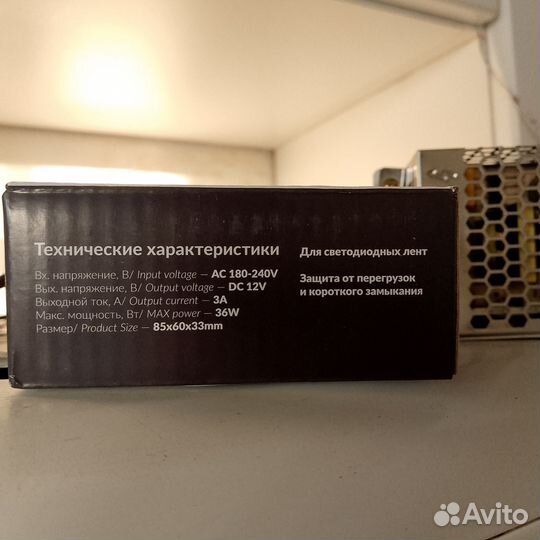 Технические характеристики
Вх. напряжение, В/ Input voltage — AC 180-240V
Вых. напряжение, В/ Output voltage — DC 12V
Выходной ток, А/ Output current — 3A
Макс. мощность, Вт/ MAX power — 36W
Размер/ Product Size — 85x60x33mm
Для светодиодных лент
Защита от перегрузок
и короткого замыкания
Avito